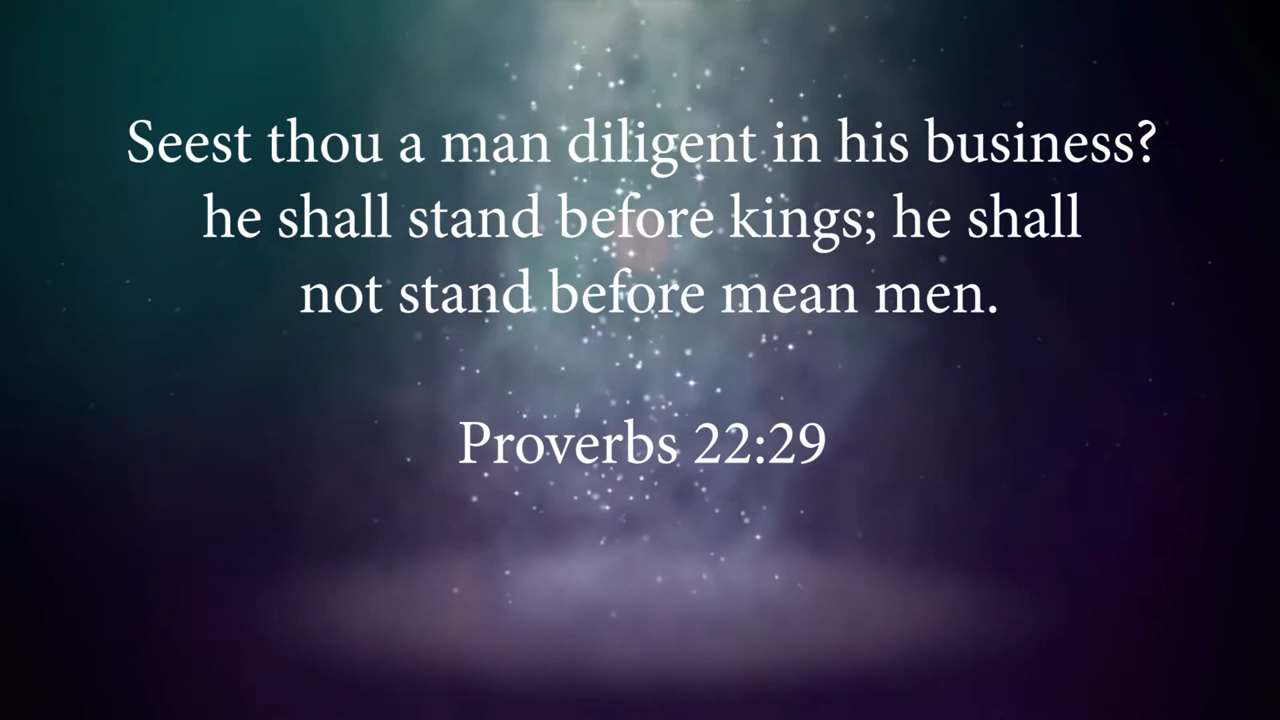 Seest thou a man diligent in his business?
he shall stand before kings; he shall
not stand before mean men.
Proverbs 22:29